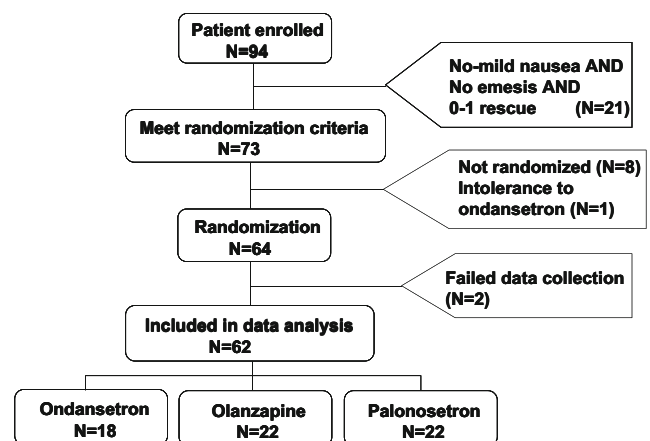 Patient enrolled
N=94
No-mild nausea AND
No emesis AND
0-1 rescue (N=21)
Meet randomization criteria
N=73
Not randomized (N=8)
Intolerance to
ondansetron (N=1)
Randomization
N=64
Failed data collection
(N=2)
Included in data analysis
N=62
Ondansetron
N=18
Olanzapine
N=22
Palonosetron
N=22